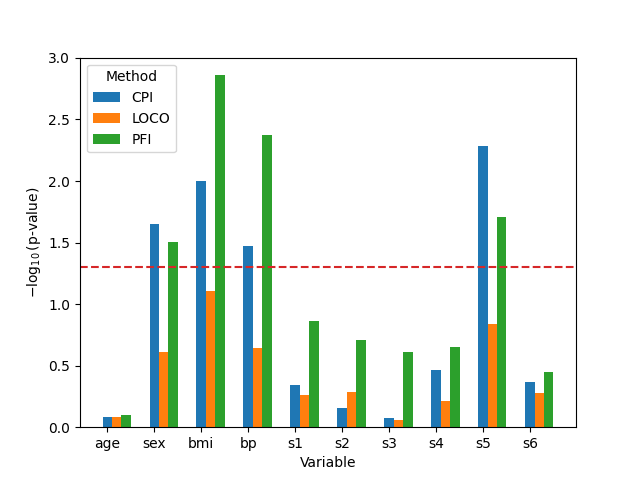 3.0
2.5
2.0
1.5
1.0
0.5
0.0
−log₁₀(p-value)
Method
CPI
LOCO
PFI
age sex bmi bp s1 s2 s3 s4 s5 s6
Variable